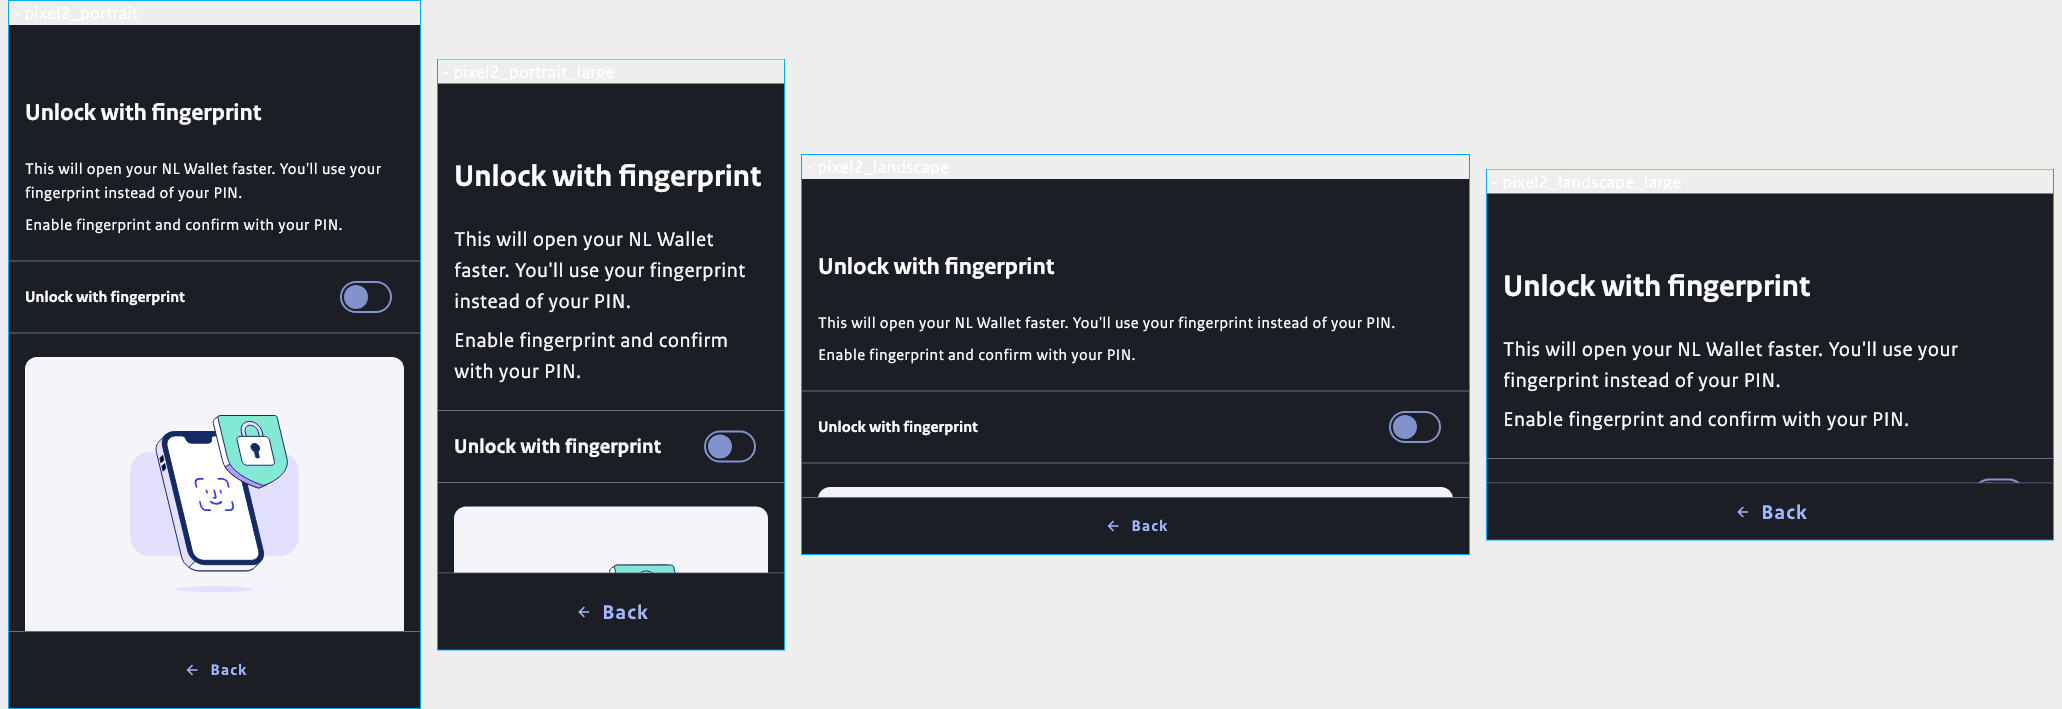 - pixel2_portrait
Unlock with fingerprint
This will open your NL Wallet faster. You'll use your
fingerprint instead of your PIN.
Enable fingerprint and confirm with your PIN.
Unlock with fingerprint
← Back
- pixel2_portrait_large
Unlock with fingerprint
This will open your NL Wallet
faster. You'll use your fingerprint
instead of your PIN.
Enable fingerprint and confirm
with your PIN.
Unlock with fingerprint
← Back
- pixel2_landscape
Unlock with fingerprint
This will open your NL Wallet faster. You'll use your fingerprint instead of your PIN.
Enable fingerprint and confirm with your PIN.
Unlock with fingerprint
← Back
- pixel2_landscape_large
Unlock with fingerprint
This will open your NL Wallet faster. You'll use your
fingerprint instead of your PIN.
Enable fingerprint and confirm with your PIN.
← Back